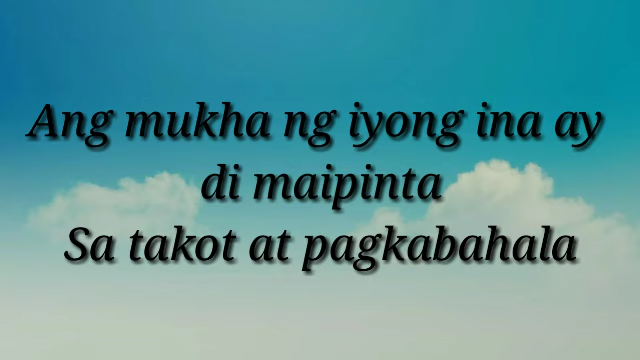 Ang mukha ng iyong ina ay
di maipinta
Sa takot at pagkabahala